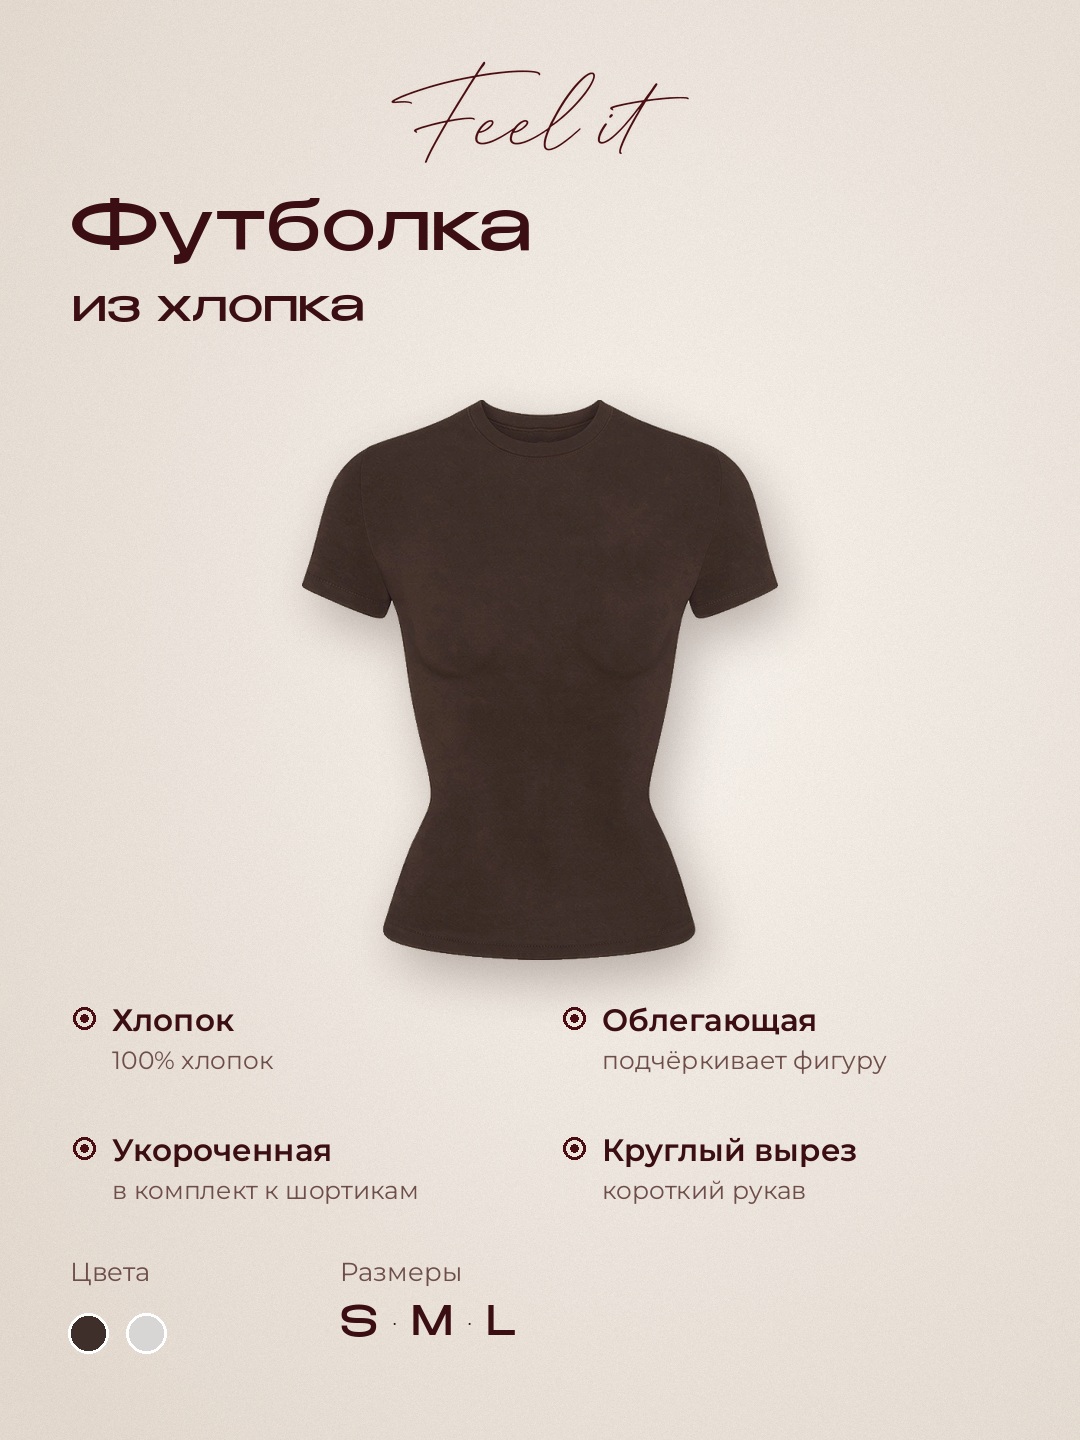 Feel it
Футболка
из хлопка
Хлопок
100% хлопок
Облегающая
подчёркивает фигуру
Укороченная
в комплект к шортикам
Круглый вырез
короткий рукав
Цвета
Размеры
S · M · L